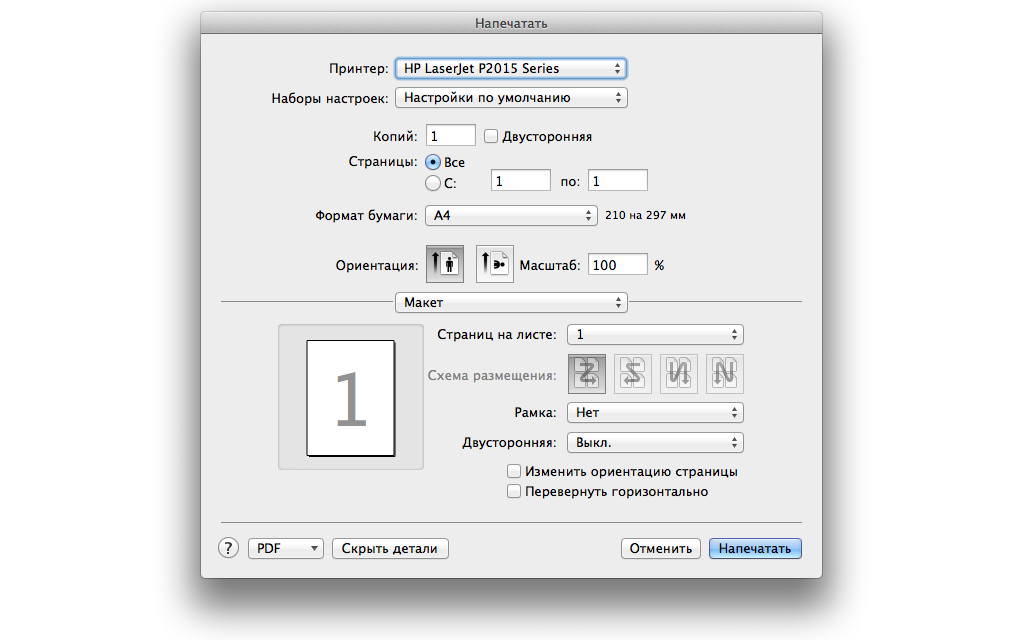 Напечатать
Принтер: HP LaserJet P2015 Series
Наборы настроек: Настройки по умолчанию
Копий: 1 Двусторонняя
Страницы: Все
С: 1 по: 1
Формат бумаги: A4 210 на 297 мм
Ориентация: Масштаб: 100 %
Макет
1
Страниц на листе: 1
Схема размещения:
Рамка: Нет
Двусторонняя: Выкл.
Изменить ориентацию страницы
Перевернуть горизонтально
? PDF Скрыть детали Отменить Напечатать